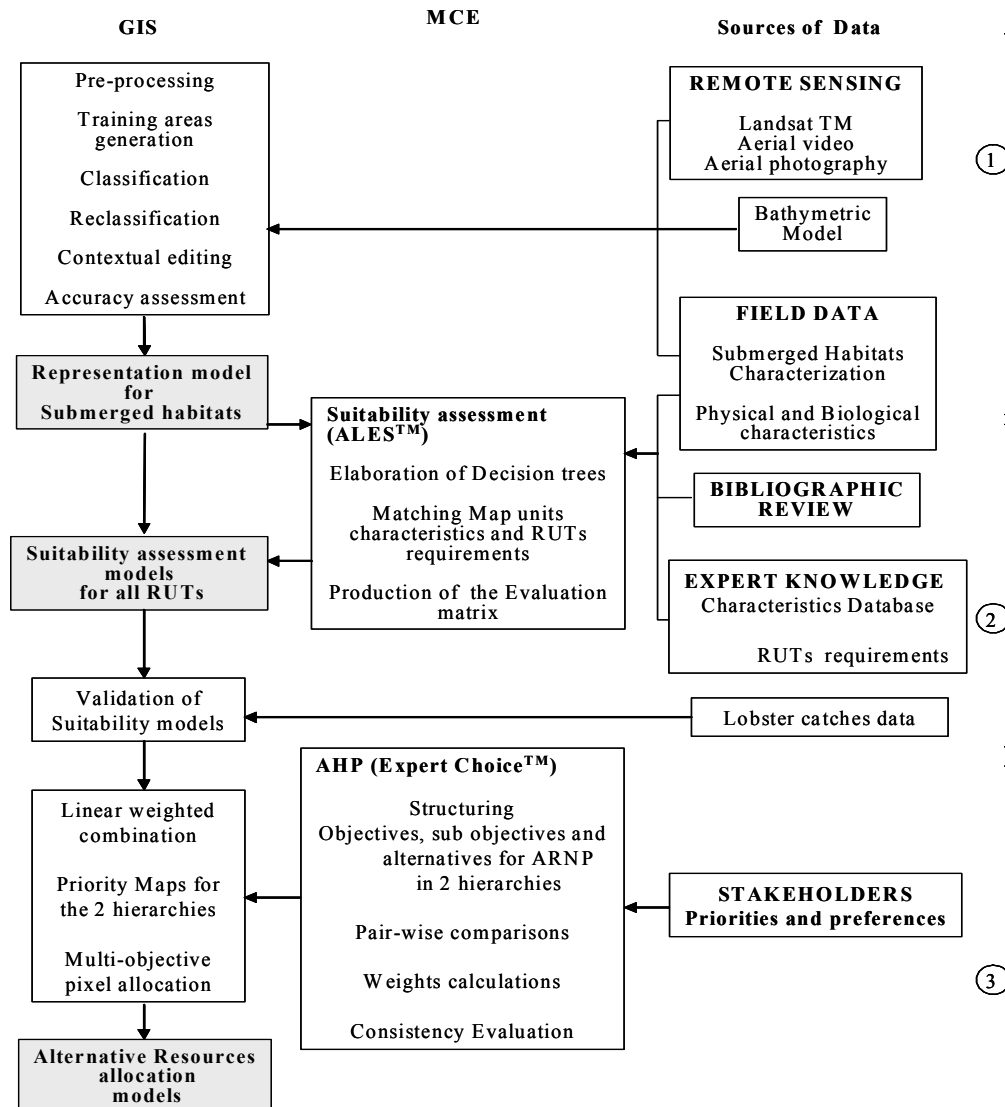 GIS
MCE
Sources of Data
Pre-processing
Training areas
generation
Classification
Reclassification
Contextual editing
Accuracy assessment
REMOTE SENSING
Landsat TM
Aerial video
Aerial photography
1
Bathymetric
Model
FIELD DATA
Submerged Habitats
Characterization
Physical and Biological
characteristics
Representation model
for
Submerged habitats
Suitability assessment
(ALES™)
Elaboration of Decision trees
Matching Map units
characteristics and RUTs
requirements
Production of the Evaluation
matrix
BIBLIOGRAPHIC
REVIEW
Suitability assessment
models
for all RUTs
EXPERT KNOWLEDGE
Characteristics Database
RUTs requirements
2
Validation of
Suitability models
Lobster catches data
AHP (Expert Choice™)
Structuring
Objectives, sub objectives and
alternatives for ARNP
in 2 hierarchies
Pair-wise comparisons
Weights calculations
Consistency Evaluation
Linear weighted
combination
Priority Maps for
the 2 hierarchies
Multi-objective
pixel allocation
STAKEHOLDERS
Priorities and preferences
3
Alternative Resources
allocation
models